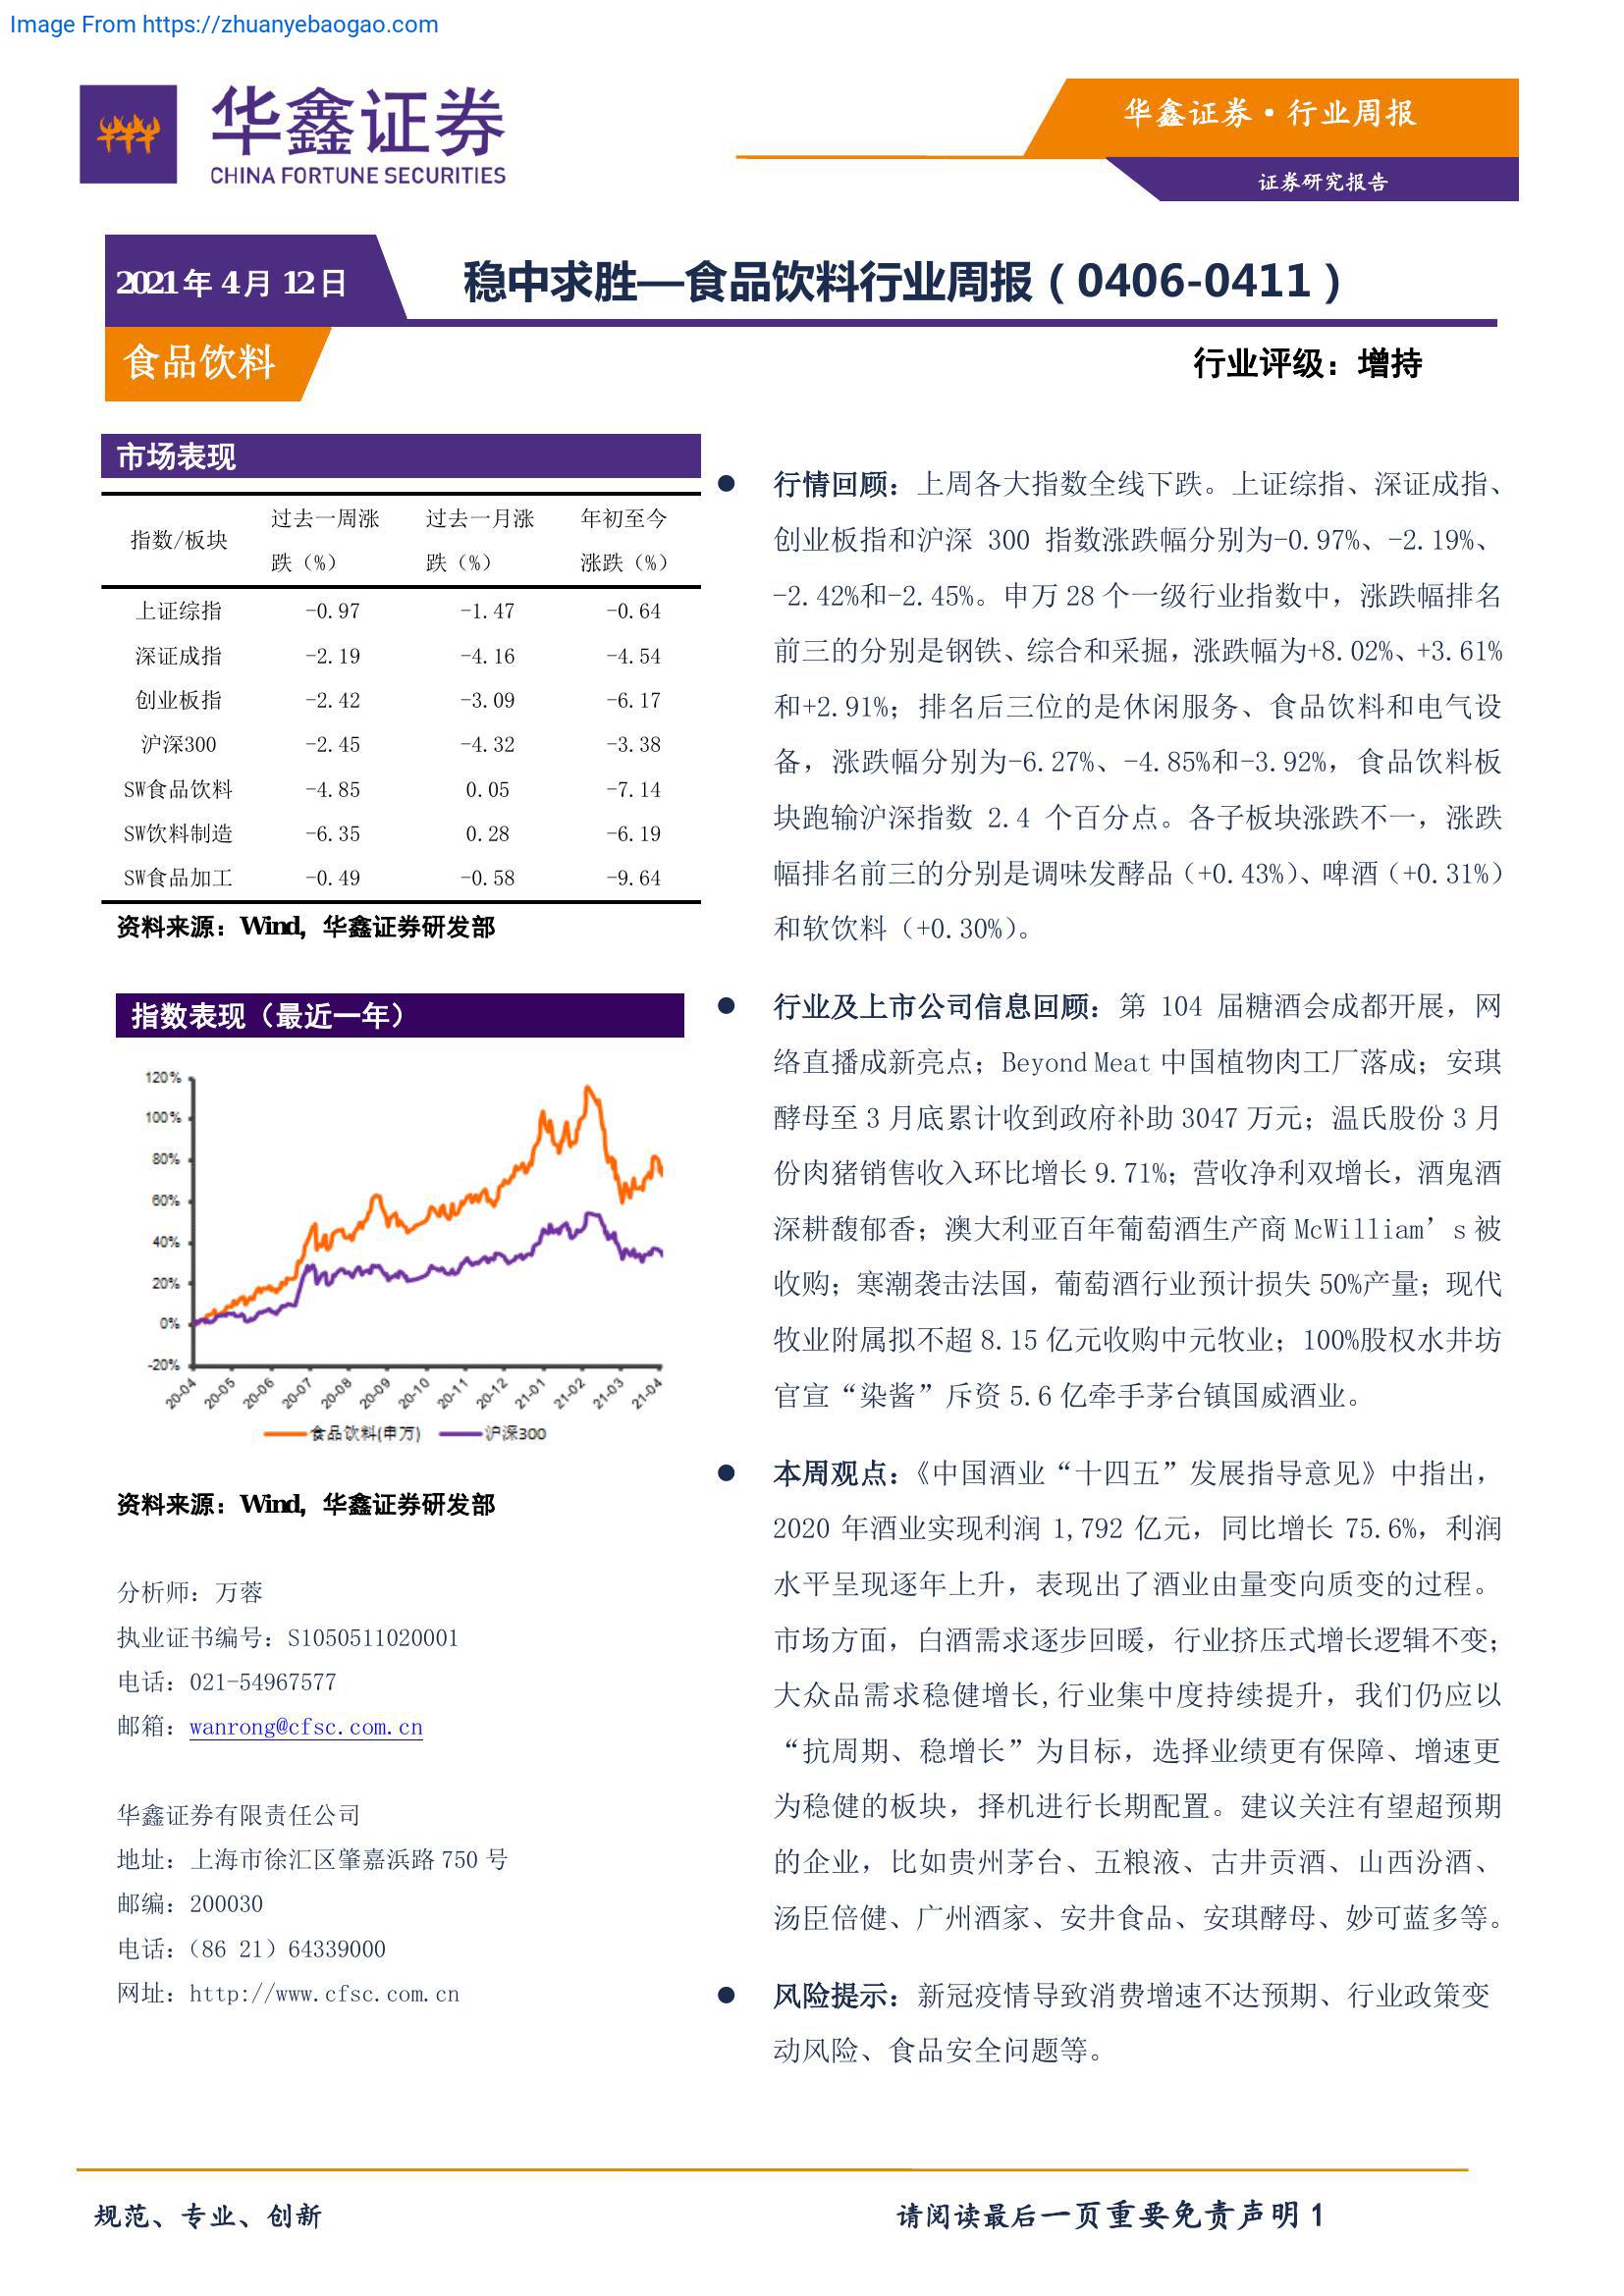 Image From https://zhuanyebaogao.com
华鑫证券
CHINA FORTUNE SECURITIES
华鑫证券·行业周报
证券研究报告
2021年4月12日
稳中求胜—食品饮料行业周报（0406-0411）
食品饮料
行业评级：增持
市场表现
指数/板块 过去一周涨跌（%） 过去一月涨跌（%） 年初至今涨跌（%）
上证综指 -0.97 -1.47 -0.64
深证成指 -2.19 -4.16 -4.54
创业板指 -2.42 -3.09 -6.17
沪深300 -2.45 -4.32 -3.38
SW食品饮料 -4.85 0.05 -7.14
SW饮料制造 -6.35 0.28 -6.19
SW食品加工 -0.49 -0.58 -9.64
资料来源：Wind，华鑫证券研发部
指数表现（最近一年）
120%
100%
80%
60%
40%
20%
0%
-20%
20-04 20-05 20-06 20-07 20-08 20-09 20-10 20-11 20-12 21-01 21-02 21-03 21-04
食品饮料(申万) 沪深300
资料来源：Wind，华鑫证券研发部
分析师：万蓉
执业证书编号：S1050511020001
电话：021-54967577
邮箱：wanrong@cfsc.com.cn
华鑫证券有限责任公司
地址：上海市徐汇区肇嘉浜路750号
邮编：200030
电话：（86 21）64339000
网址：http://www.cfsc.com.cn
● 行情回顾：上周各大指数全线下跌。上证综指、深证成指、
创业板指和沪深 300 指数涨跌幅分别为-0.97%、-2.19%、
-2.42%和-2.45%。申万28个一级行业指数中，涨跌幅排名
前三的分别是钢铁、综合和采掘，涨跌幅为+8.02%、+3.61%
和+2.91%；排名后三位的是休闲服务、食品饮料和电气设
备，涨跌幅分别为-6.27%、-4.85%和-3.92%，食品饮料板
块跑输沪深指数 2.4 个百分点。各子板块涨跌不一，涨跌
幅排名前三的分别是调味发酵品（+0.43%）、啤酒（+0.31%）
和软饮料（+0.30%）。
● 行业及上市公司信息回顾：第 104 届糖酒会成都开展，网
络直播成新亮点；Beyond Meat中国植物肉工厂落成；安琪
酵母至3月底累计收到政府补助3047万元；温氏股份3月
份肉猪销售收入环比增长9.71%；营收净利双增长，酒鬼酒
深耕馥郁香；澳大利亚百年葡萄酒生产商McWilliam’s被
收购；寒潮袭击法国，葡萄酒行业预计损失50%产量；现代
牧业附属拟不超8.15亿元收购中元牧业；100%股权水井坊
官宣“染酱”斥资5.6亿牵手茅台镇国威酒业。
● 本周观点：《中国酒业“十四五”发展指导意见》中指出，
2020 年酒业实现利润 1,792 亿元，同比增长 75.6%，利润
水平呈现逐年上升，表现出了酒业由量变向质变的过程。
市场方面，白酒需求逐步回暖，行业挤压式增长逻辑不变；
大众品需求稳健增长,行业集中度持续提升，我们仍应以
“抗周期、稳增长”为目标，选择业绩更有保障、增速更
为稳健的板块，择机进行长期配置。建议关注有望超预期
的企业，比如贵州茅台、五粮液、古井贡酒、山西汾酒、
汤臣倍健、广州酒家、安井食品、安琪酵母、妙可蓝多等。
● 风险提示：新冠疫情导致消费增速不达预期、行业政策变
动风险、食品安全问题等。
规范、专业、创新
请阅读最后一页重要免责声明 1